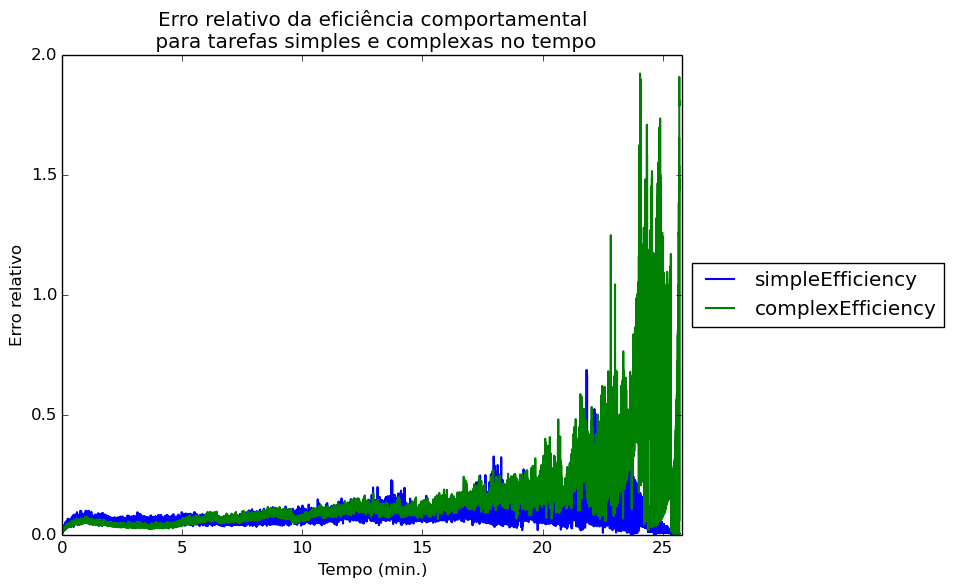 Erro relativo da eficiência comportamental
para tarefas simples e complexas no tempo
2.0
1.5
1.0
0.5
0.0
Erro relativo
0 5 10 15 20 25
Tempo (min.)
simpleEfficiency
complexEfficiency